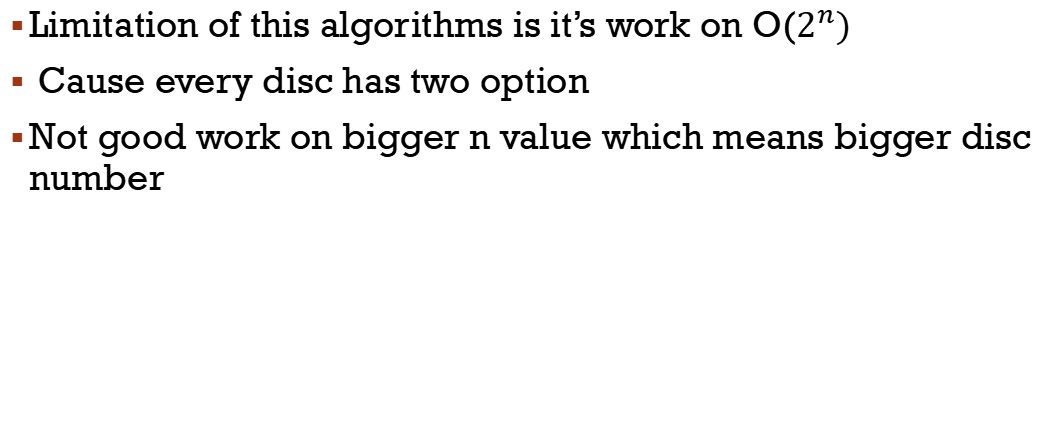 ▪Limitation of this algorithms is it’s work on O(2ⁿ)
▪ Cause every disc has two option
▪Not good work on bigger n value which means bigger disc
number